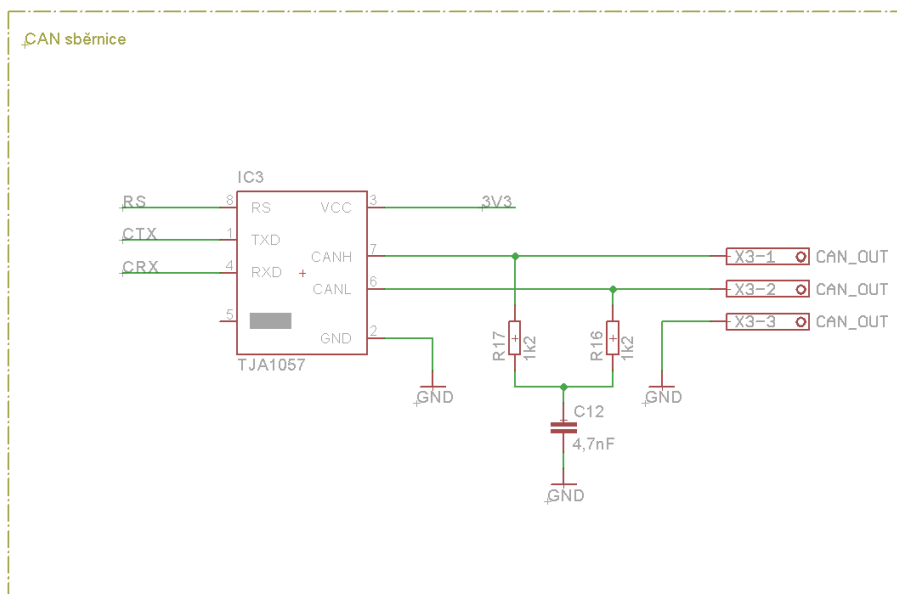 CAN sběrnice
IC3
RS 8 RS VCC 3 3V3
CTX 1 TXD
CANH 7 X3-1 CAN_OUT
CRX 4 RXD
CANL 6 X3-2 CAN_OUT
5 X3-3 CAN_OUT
GND 2
R17 1k2
R16 1k2
TJA1057
GND
GND
C12
4,7nF
GND